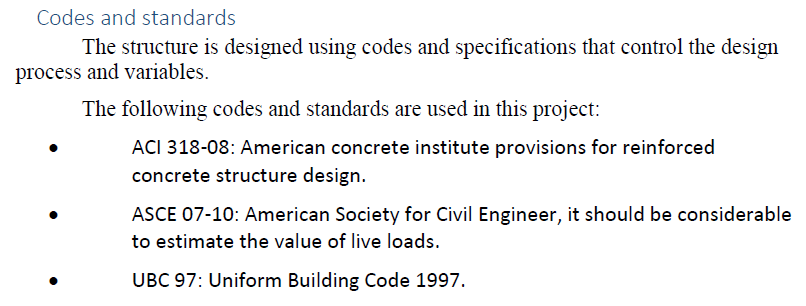 Codes and standards
The structure is designed using codes and specifications that control the design
process and variables.
The following codes and standards are used in this project:
• ACI 318-08: American concrete institute provisions for reinforced
concrete structure design.
• ASCE 07-10: American Society for Civil Engineer, it should be considerable
to estimate the value of live loads.
• UBC 97: Uniform Building Code 1997.